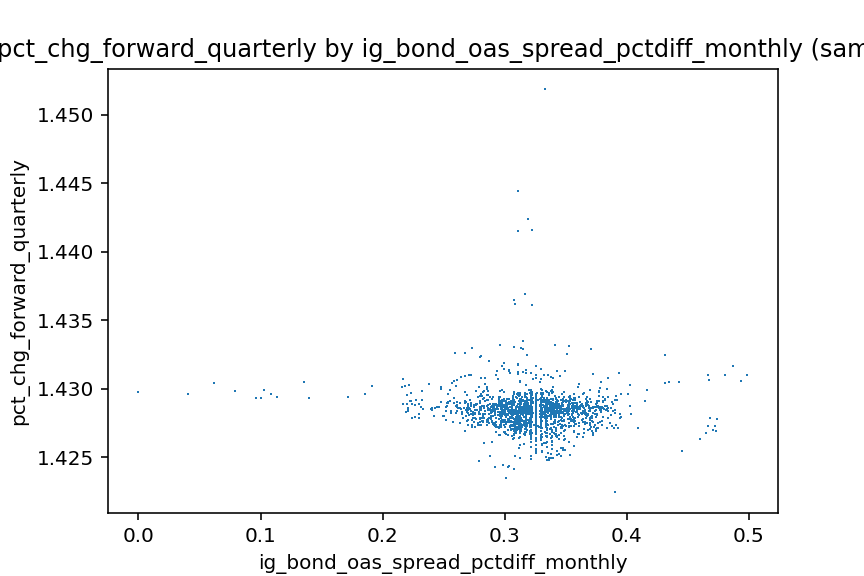 pct_chg_forward_quarterly by ig_bond_oas_spread_pctdiff_monthly (sam
1.450
1.445
1.440
1.435
1.430
1.425
pct_chg_forward_quarterly
0.0 0.1 0.2 0.3 0.4 0.5
ig_bond_oas_spread_pctdiff_monthly